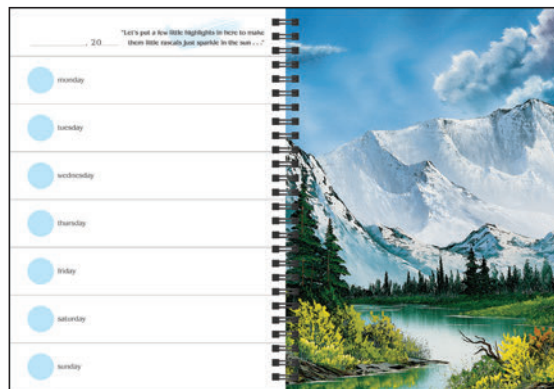 "Let's put a few little highlights in here to make
, 20 them little rascals just sparkle in the sun . . ."
monday
tuesday
wednesday
thursday
friday
saturday
sunday